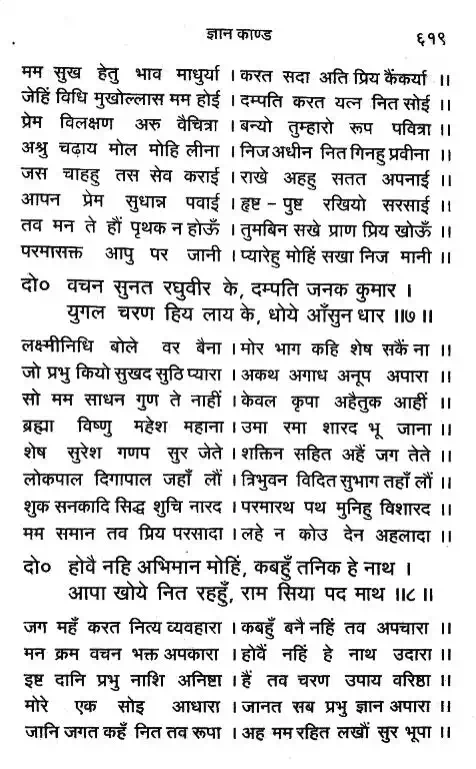 ज्ञान काण्ड ६१९
मम सुख हेतु भाव माधुर्या । करत सदा अति प्रिय कैंकर्या ।।
जेहिं विधि मुखोल्लास मम होई । दम्पति करत यत्न नित सोई ।।
प्रेम विलक्षण अरु वैचित्रा । बन्यो तुम्हारो रूप पवित्रा ।।
अश्रु चढ़ाय मोल मोहि लीना । निज अधीन नित गिनहु प्रवीना ।।
जस चाहहु तस सेव कराई । राखे अहहु सतत अपनाई ।।
आपन प्रेम सुधान्न पवाई । हृष्ट - पुष्ट रखियो सरसाई ।।
तव मन ते हौं पृथक न होऊँ । तुमबिन सखे प्राण प्रिय खोऊँ ।।
परमासक्त आपु पर जानी । प्यारेहु मोहिं सखा निज मानी ।।
दो० वचन सुनत रघुवीर के, दम्पति जनक कुमार ।
युगल चरण हिय लाय के, धोये आँसुन धार ।।७।।
लक्ष्मीनिधि बोले वर बैना । मोर भाग कहि शेष सकैं ना ।।
जो प्रभु कियो सुखद सुठि प्यारा । अकथ अगाध अनूप अपारा ।।
सो मम साधन गुण ते नाहीं । केवल कृपा अहैतुक आहीं ।।
ब्रह्मा विष्णु महेश महाना । उमा रमा शारद भू जाना ।।
शेष सुरेश गणप सुर जेते । शक्तिन सहित अहैं जग तेते ।।
लोकपाल दिगापाल जहाँ लौं । त्रिभुवन विदित सुभाग तहाँ लौं ।।
शुक सनकादि सिद्ध शुचि नारद । परमारथ पथ मुनिहु विशारद ।।
मम समान तव प्रिय परसादा । लहे न कोउ देन अहलादा ।।
दो० होवै नहि अभिमान मोहिं, कबहुँ तनिक हे नाथ ।
आपा खोये नित रहहुँ, राम सिया पद माथ ।।८।।
जग महँ करत नित्य व्यवहारा । कबहुँ बनै नहिं तव अपचारा ।।
मन क्रम वचन भक्त अपकारा । होवैं नहिं हे नाथ उदारा ।।
इष्ट दानि प्रभु नाशि अनिष्टा । हैं तव चरण उपाय वरिष्ठा ।।
मोरे एक सोइ आधारा । जानत सब प्रभु ज्ञान अपारा ।।
जानि जगत कहँ नित तव रूपा । अह मम रहित लखौं सुर भूपा ।।